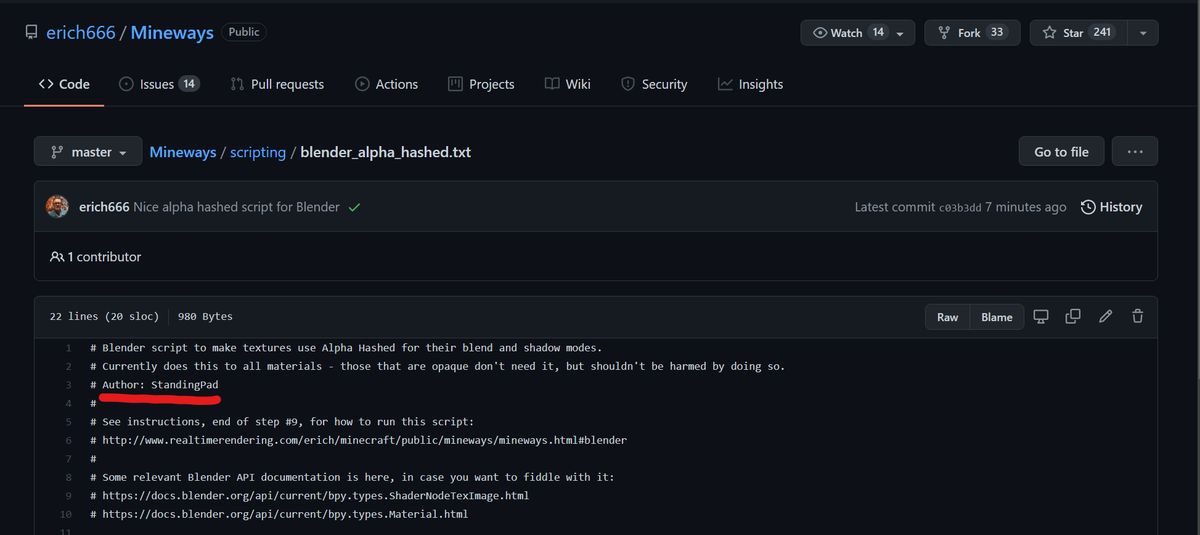 erich666 / Mineways Public
Watch 14 Fork 33 Star 241
Code Issues 14 Pull requests Actions Projects Wiki Security Insights
master Mineways / scripting / blender_alpha_hashed.txt Go to file ...
erich666 Nice alpha hashed script for Blender Latest commit c03b3dd 7 minutes ago History
1 contributor
22 lines (20 sloc) 980 Bytes Raw Blame
1 # Blender script to make textures use Alpha Hashed for their blend and shadow modes.
2 # Currently does this to all materials - those that are opaque don't need it, but shouldn't be harmed by doing so.
3 # Author: StandingPad
4 #
5 # See instructions, end of step #9, for how to run this script:
6 # http://www.realtimerendering.com/erich/minecraft/public/mineways/mineways.html#blender
7 #
8 # Some relevant Blender API documentation is here, in case you want to fiddle with it:
9 # https://docs.blender.org/api/current/bpy.types.ShaderNodeTexImage.html
10 # https://docs.blender.org/api/current/bpy.types.Material.html
11